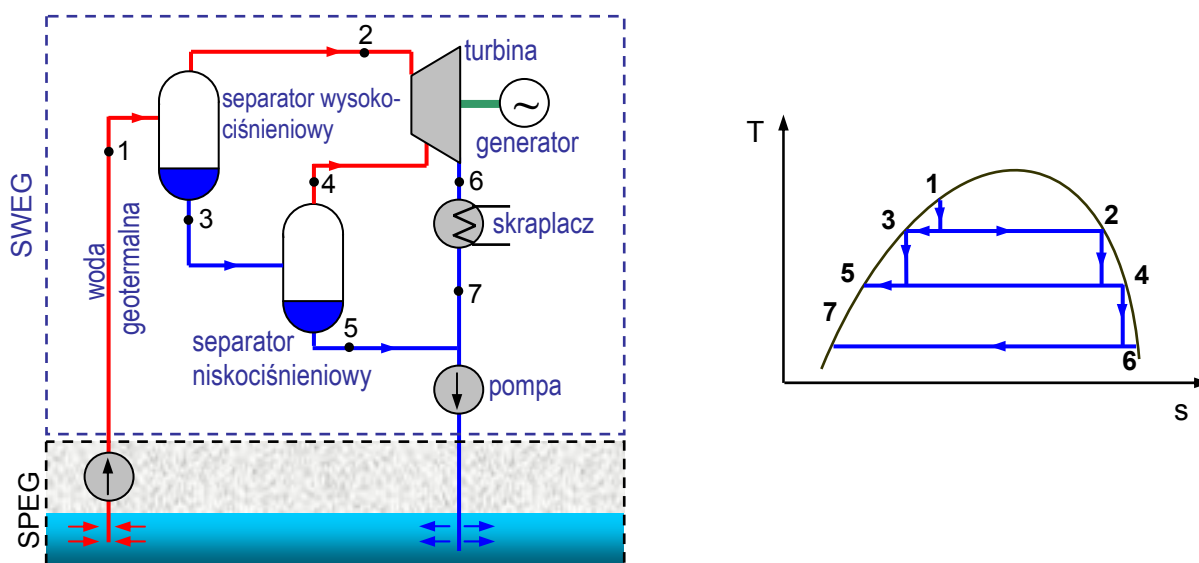 2
turbina
separator wysoko-
ciśnieniowy
~
generator
1
4
6
3
skraplacz
SWEG
woda
geotermalna
7
5
separator
niskociśnieniowy
pompa
SPEG
T
1
3
2
5
4
7
6
s